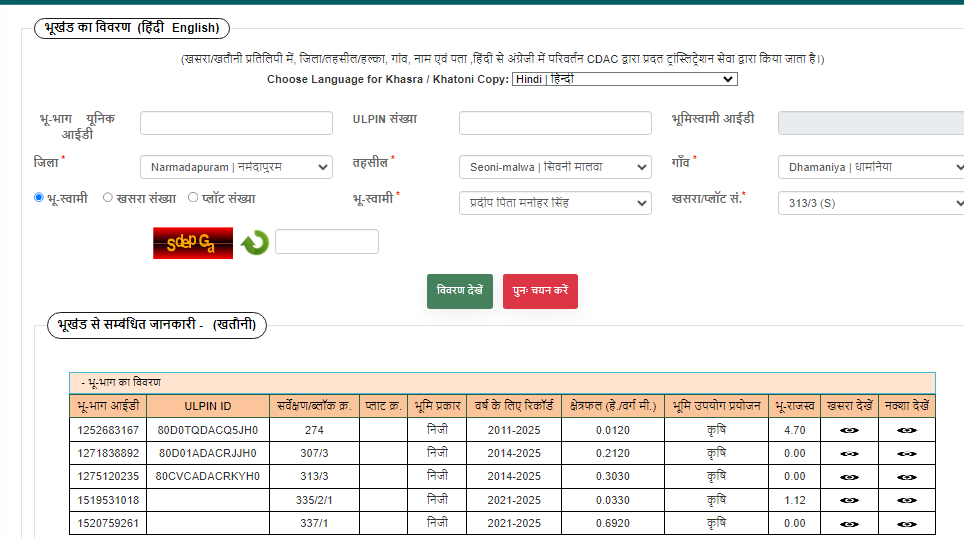 भूखंड का विवरण (हिंदी English)
(खसरा/खतौनी प्रतिलिपी में, जिला/तहसील/हल्का, गांव, नाम एवं पता ,हिंदी से अंग्रेजी में परिवर्तन CDAC द्वारा प्रदत ट्रांस्लिट्रेशन सेवा द्वारा किया जाता है।)
Choose Language for Khasra / Khatoni Copy: Hindi | हिन्दी
भू-भाग यूनिक आईडी ULPIN संख्या भूमिस्वामी आईडी
जिला * Narmadapuram | नर्मदापुरम तहसील * Seoni-malwa | सिवनी मालवा गाँव * Dhamaniya | धामनिया
भू-स्वामी खसरा संख्या प्लॉट संख्या भू-स्वामी * प्रदीप पिता मनोहर सिंह खसरा/प्लॉट सं.* 313/3 (S)
Sdep Ga
विवरण देखें पुनः चयन करें
भूखंड से सम्बंधित जानकारी - (खतौनी)
- भू-भाग का विवरण
भू-भाग आईडी ULPIN ID सर्वेक्षण/ब्लॉक क्र. प्लाट क्र. भूमि प्रकार वर्ष के लिए रिकॉर्ड क्षेत्रफल (हे./वर्ग मी.) भूमि उपयोग प्रयोजन भू-राजस्व खसरा देखें नक्शा देखें
1252683167 80D0TQDACQ5JH0 274 निजी 2011-2025 0.0120 कृषि 4.70
1271838892 80D01ADACRJJH0 307/3 निजी 2014-2025 0.2120 कृषि 0.00
1275120235 80CVCADACRKYH0 313/3 निजी 2014-2025 0.3030 कृषि 0.00
1519531018 335/2/1 निजी 2021-2025 0.0330 कृषि 1.12
1520759261 337/1 निजी 2021-2025 0.6920 कृषि 0.00